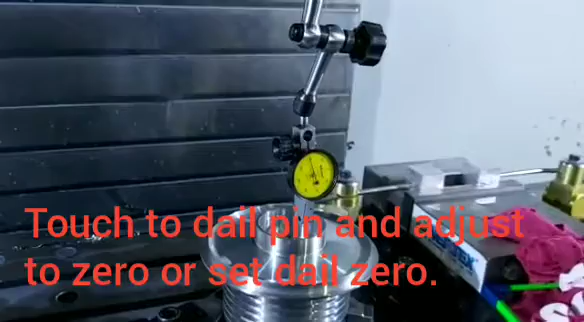 Touch to dail pin and adjust
to zero or set dail zero.